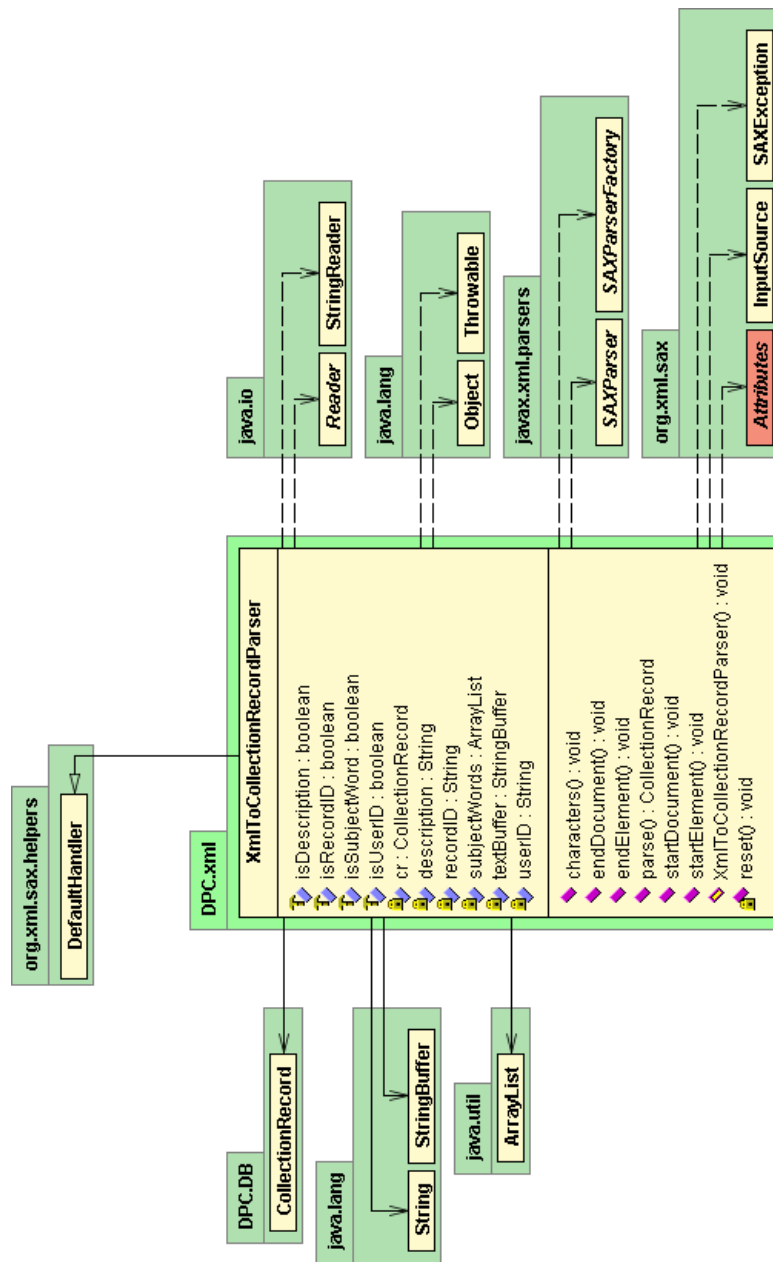 org.xml.sax.helpers
DefaultHandler
DPC.DB
CollectionRecord
java.lang
String
StringBuffer
java.util
ArrayList
DPC.xml
XmlToCollectionRecordParser
isDescription : boolean
isRecordID : boolean
isSubjectWord : boolean
isUserID : boolean
cr : CollectionRecord
description : String
recordID : String
subjectWords : ArrayList
textBuffer : StringBuffer
userID : String
characters() : void
endDocument() : void
endElement() : void
parse() : CollectionRecord
startDocument() : void
startElement() : void
XmlToCollectionRecordParser() : void
reset() : void
java.io
Reader
StringReader
java.lang
Object
Throwable
javax.xml.parsers
SAXParser
SAXParserFactory
org.xml.sax
Attributes
InputSource
SAXException